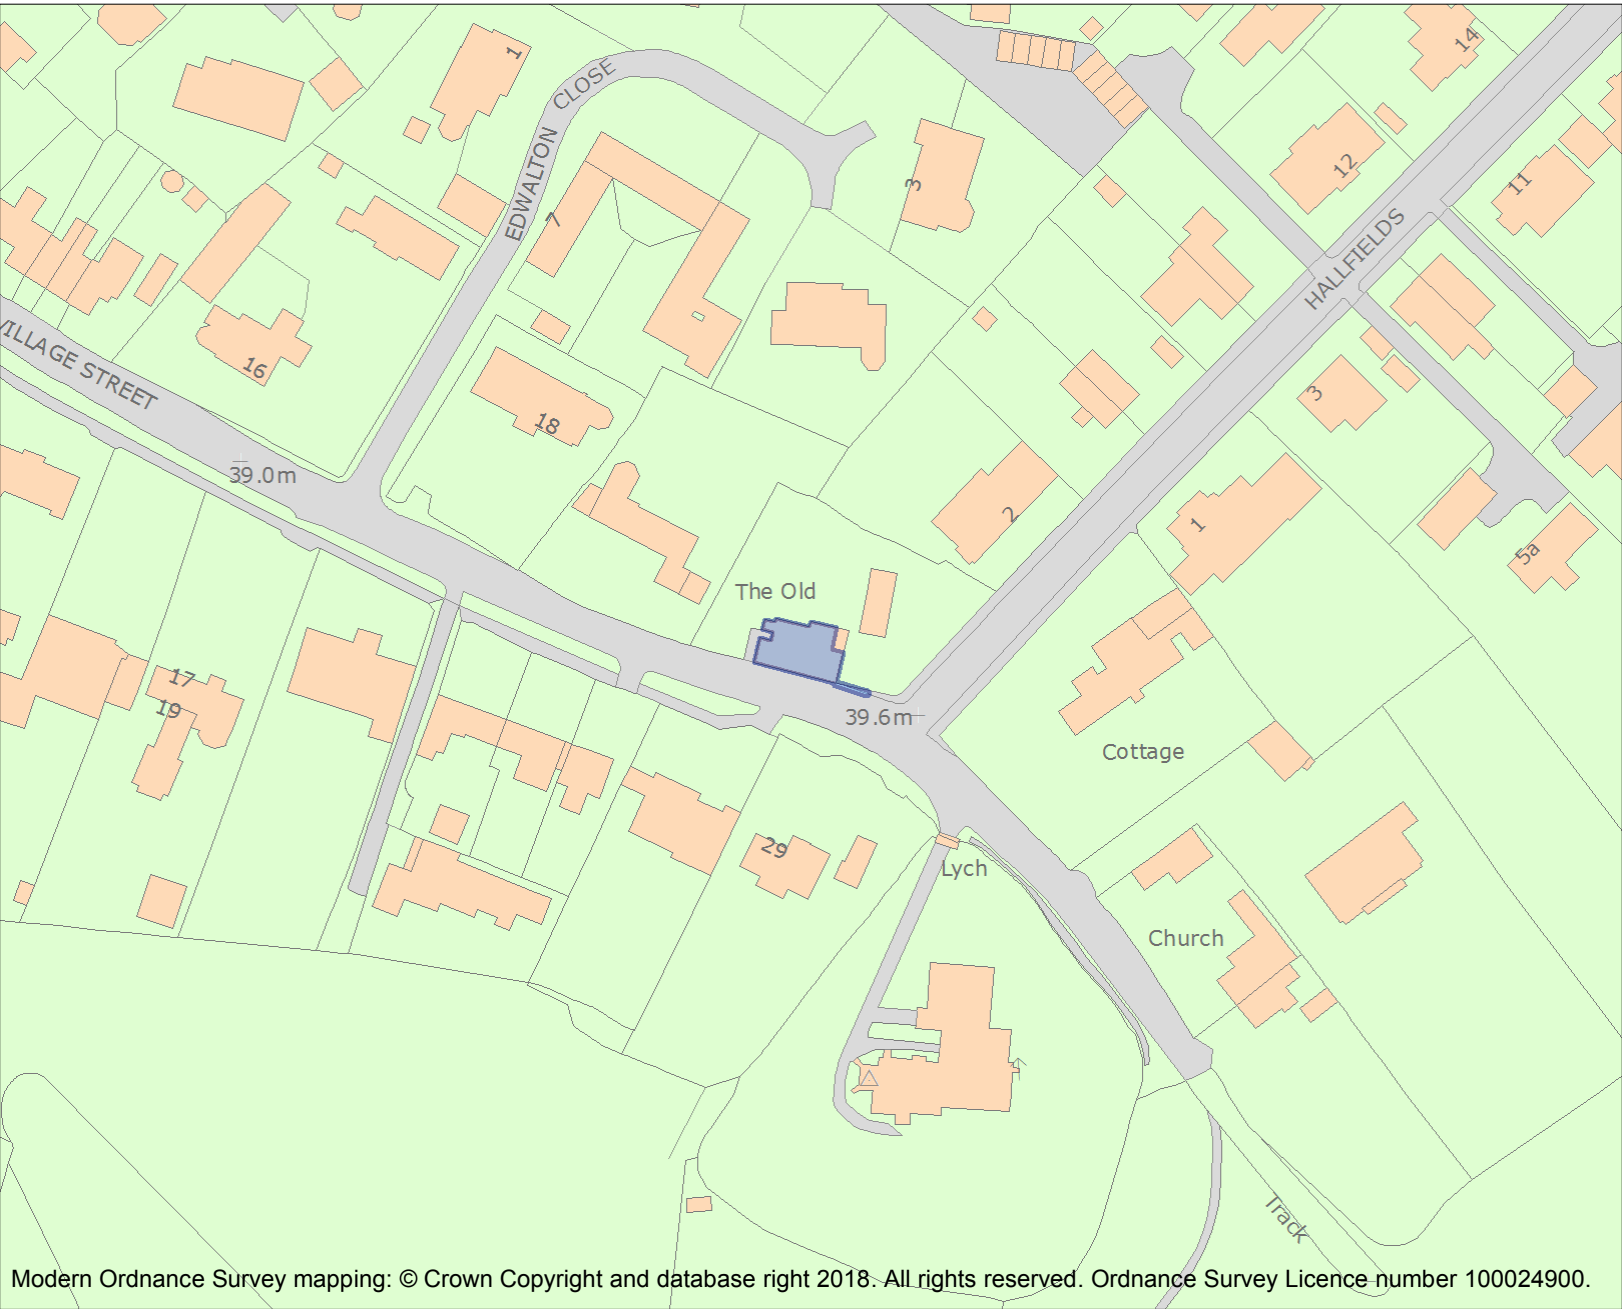 1
14
CLOSE
EDWALTON
12
11
3
7
HALLFIELDS
VILLAGE STREET
16
3
18
39.0m
2
1
5a
The Old
17
19
39.6m
Cottage
29
Lych
Church
Track
Modern Ordnance Survey mapping: © Crown Copyright and database right 2018. All rights reserved. Ordnance Survey Licence number 100024900.